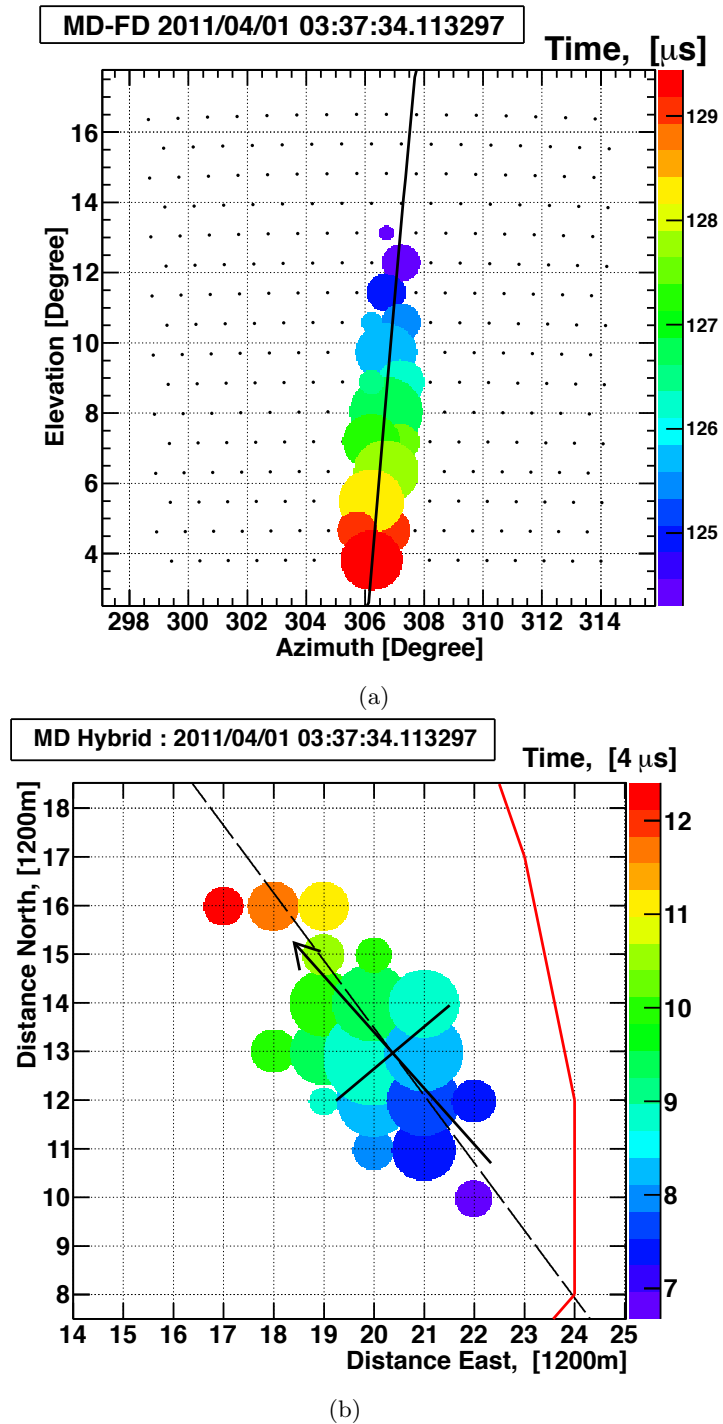 MD-FD 2011/04/01 03:37:34.113297
Time, [μs]
Elevation [Degree]
16
14
12
10
8
6
4
129
128
127
126
125
298 300 302 304 306 308 310 312 314
Azimuth [Degree]
(a)
MD Hybrid : 2011/04/01 03:37:34.113297
Time, [4 μs]
Distance North, [1200m]
18
17
16
15
14
13
12
11
10
9
8
12
11
10
9
8
7
14 15 16 17 18 19 20 21 22 23 24 25
Distance East, [1200m]
(b)